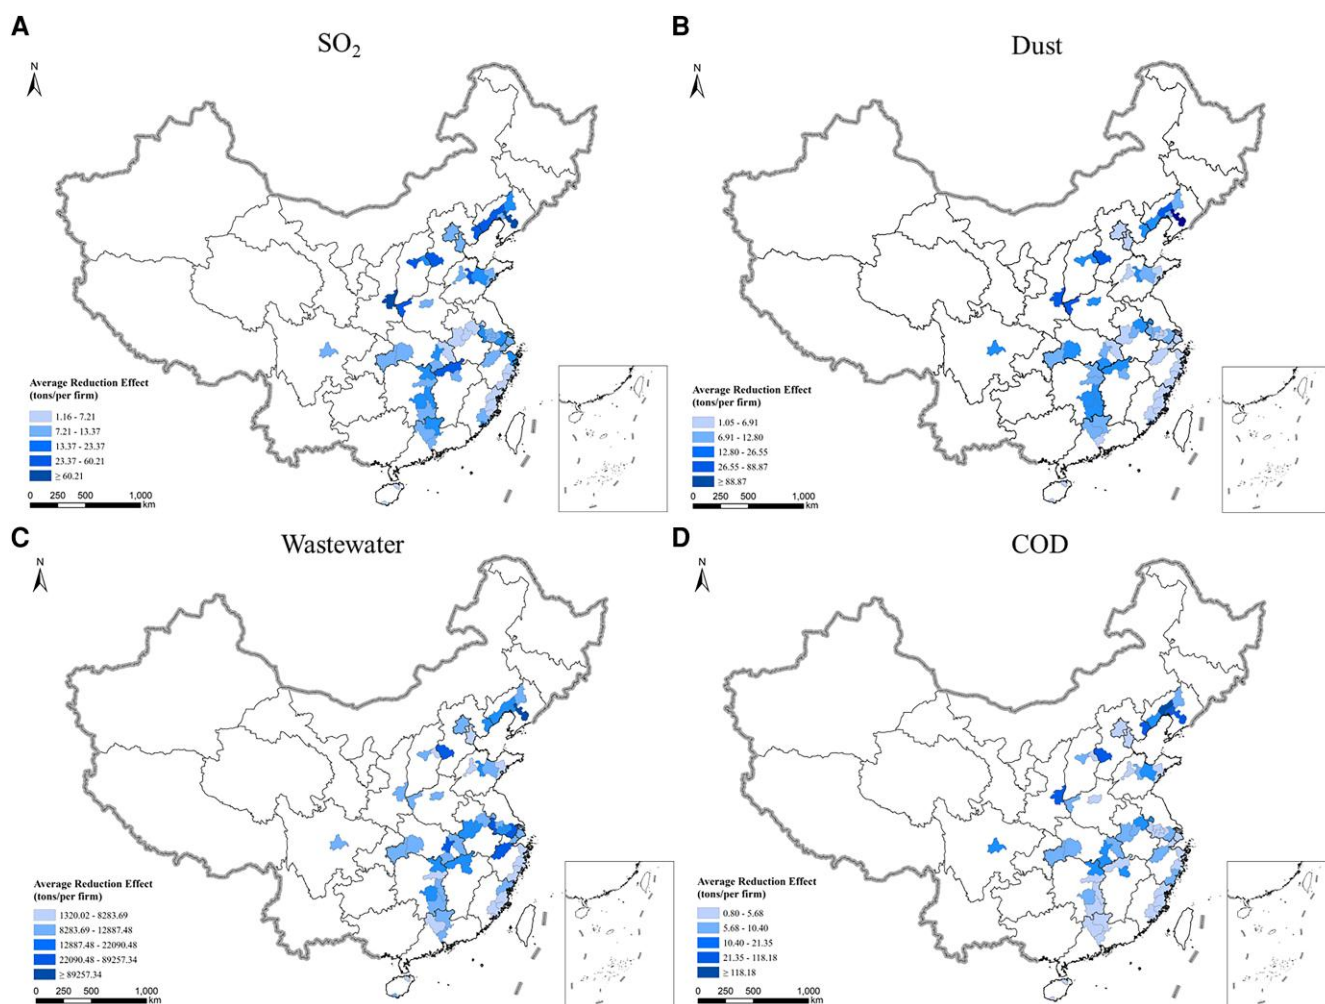 A
SO₂
N
Average Reduction Effect
(tons/per firm)
1.16 - 7.21
7.21 - 13.37
13.37 - 23.37
23.37 - 60.21
≥ 60.21
0 250 500 1,000
km
B
Dust
N
Average Reduction Effect
(tons/per firm)
1.05 - 6.91
6.91 - 12.80
12.80 - 26.55
26.55 - 88.87
≥ 88.87
0 250 500 1,000
km
C
Wastewater
N
Average Reduction Effect
(tons/per firm)
1320.02 - 8283.69
8283.69 - 12887.48
12887.48 - 22090.48
22090.48 - 89257.34
≥ 89257.34
0 250 500 1,000
km
D
COD
N
Average Reduction Effect
(tons/per firm)
0.80 - 5.68
5.68 - 10.40
10.40 - 21.35
21.35 - 118.18
≥ 118.18
0 250 500 1,000
km